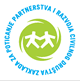 ZAKLADA ZA POTICANJE PARTNERSTVA I RAZVOJA CIVILNOG DRUŠTVA